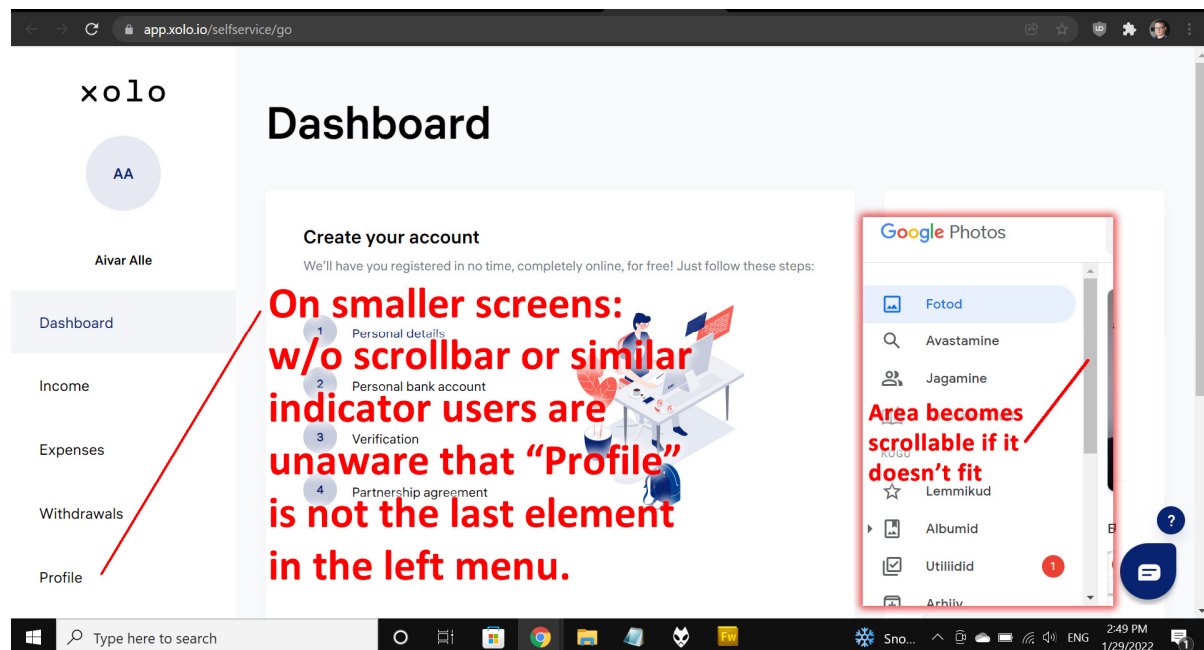 app.xolo.io/selfservice/go
xolo
AA
Aivar Alle
Dashboard
Income
Expenses
Withdrawals
Profile
Dashboard
Create your account
We'll have you registered in no time, completely online, for free! Just follow these steps:
1 Personal details
2 Personal bank account
3 Verification
4 Partnership agreement
On smaller screens:
w/o scrollbar or similar
indicator users are
unaware that “Profile”
is not the last element
in the left menu.
Google Photos
Fotod
Avastamine
Jagamine
KOGU
Lemmikud
Albumid
Utiliidid 1
Arhiiv
Area becomes
scrollable if it
doesn’t fit
?
Type here to search
Fw
Sno...
ENG
2:49 PM
1/29/2022
1